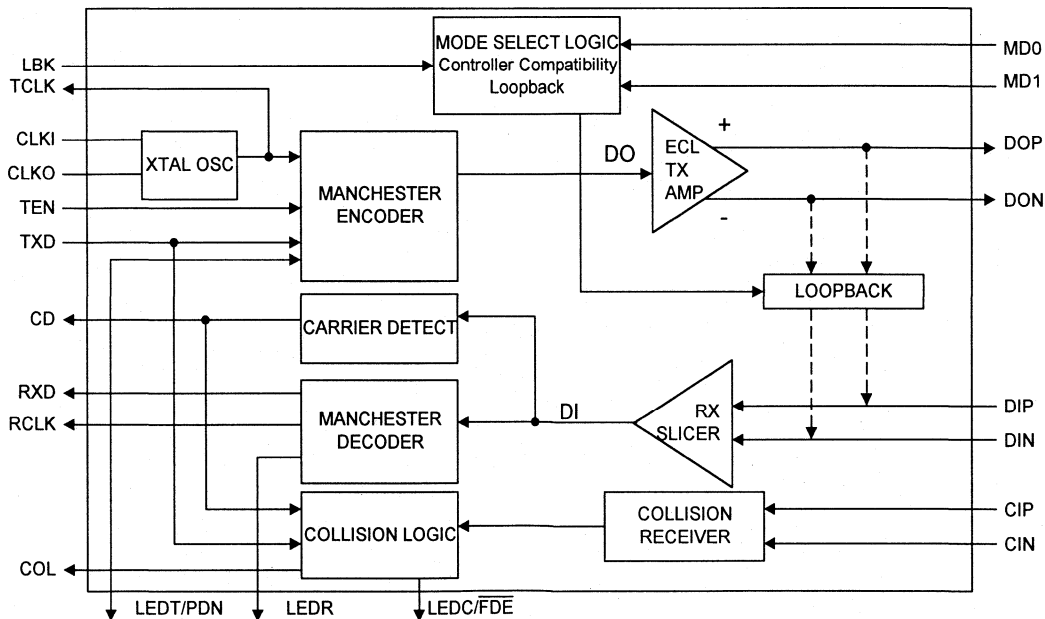 MODE SELECT LOGIC
Controller Compatibility
Loopback
MD0
MD1
LBK
TCLK
CLKI
CLKO
XTAL OSC
TEN
TXD
MANCHESTER
ENCODER
DO
ECL
TX
AMP
+
-
DOP
DON
LOOPBACK
CD
CARRIER DETECT
RXD
RCLK
MANCHESTER
DECODER
DI
RX
SLICER
DIP
DIN
COLLISION LOGIC
COLLISION
RECEIVER
CIP
CIN
COL
LEDT/PDN
LEDR
LEDC/F̅D̅E̅